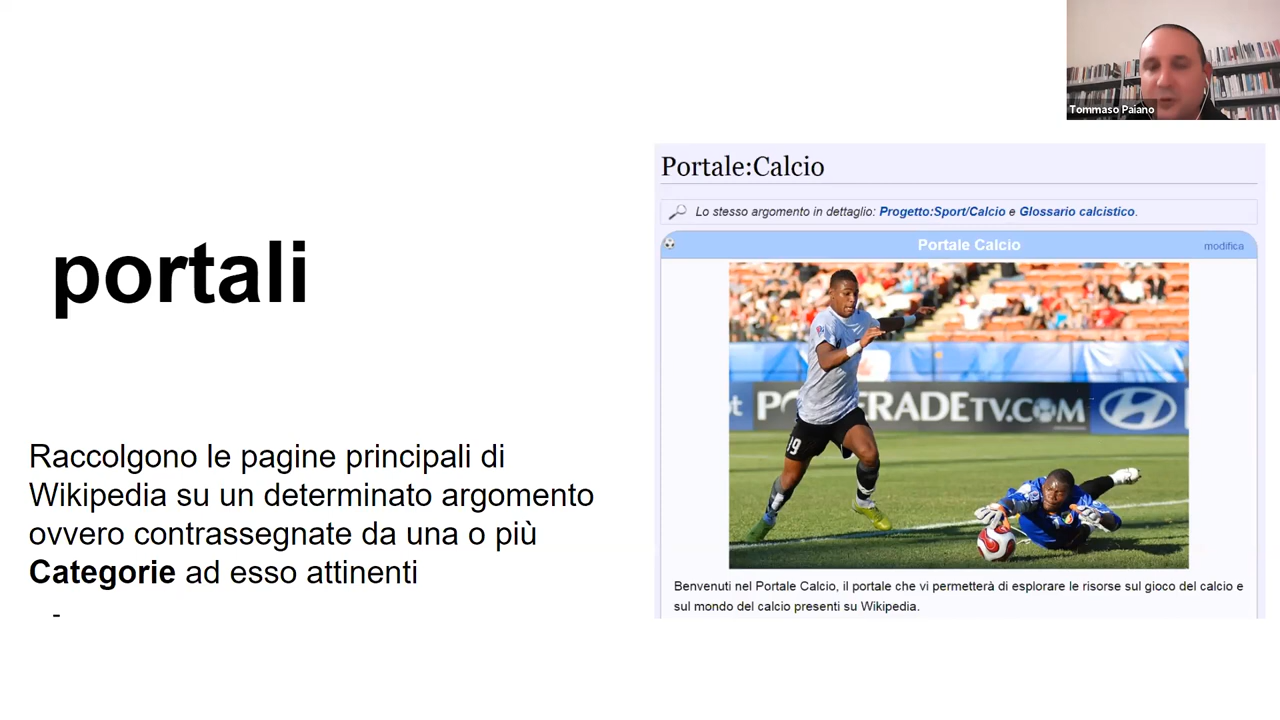 Tommaso Paiano
portali
Raccolgono le pagine principali di
Wikipedia su un determinato argomento
ovvero contrassegnate da una o più
Categorie ad esso attinenti
-
Portale:Calcio
Lo stesso argomento in dettaglio: Progetto:Sport/Calcio e Glossario calcistico.
Portale Calcio
modifica
19
Benvenuti nel Portale Calcio, il portale che vi permetterà di esplorare le risorse sul gioco del calcio e
sul mondo del calcio presenti su Wikipedia.